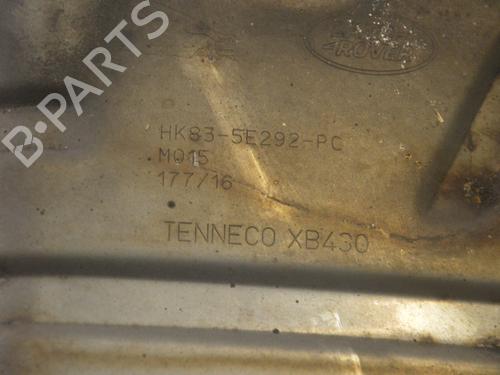 B-PARTS
ROVER
HK83-5E292-PC
M015
177/16
TENNECO XB430